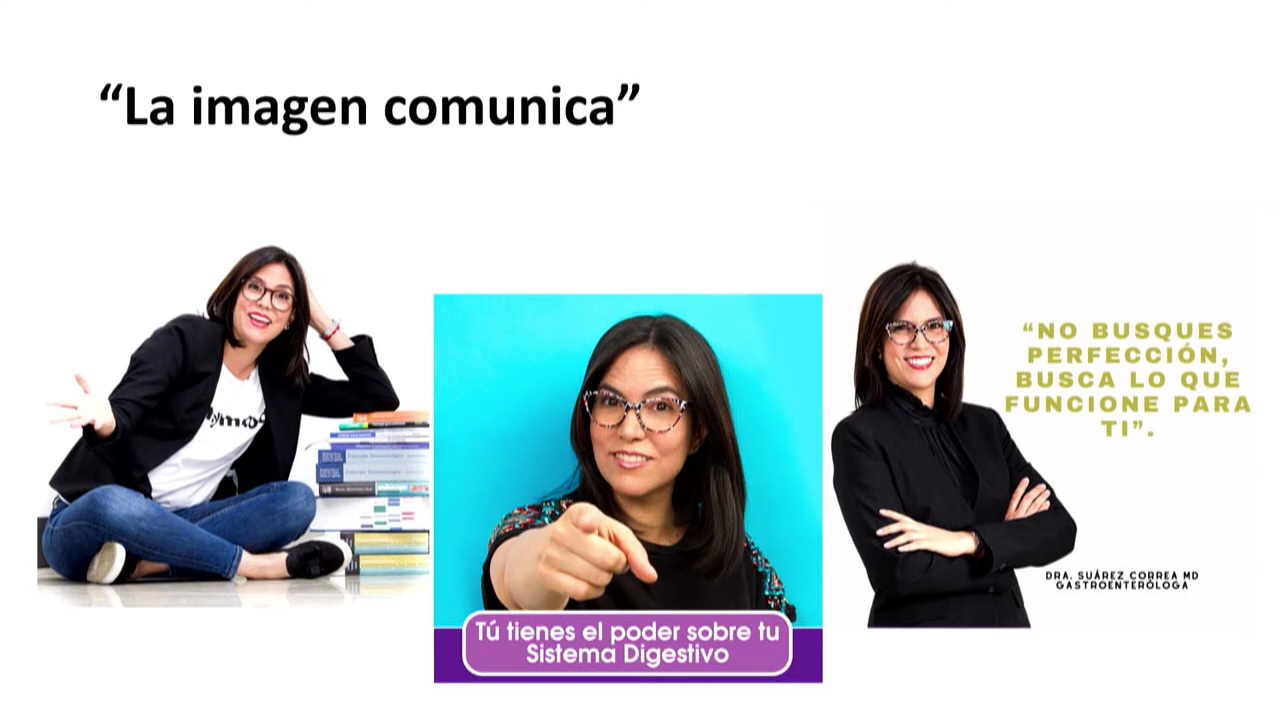 “La imagen comunica”
Tú tienes el poder sobre tu
Sistema Digestivo
“NO BUSQUES
PERFECCIÓN,
BUSCA LO QUE
FUNCIONE PARA
TI”.
DRA. SUÁREZ CORREA MD
GASTROENTERÓLOGA